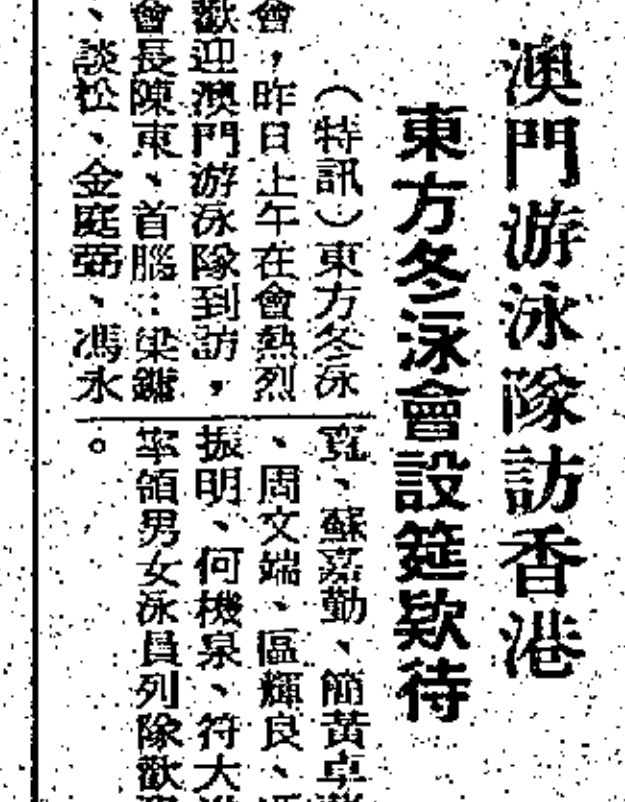 澳門游泳隊訪香港
東方冬泳會設筵欵待
（特訊）東方冬泳
會，昨日上午在會熱烈
歡迎澳門游泳隊到訪，
會長陳東、首腦：梁
、談松、金庭弼、馮永
、蘇嘉勤、簡黃卓
、周文端、區輝良、
振明、何機泉、符大
率領男女泳員列隊歡
。